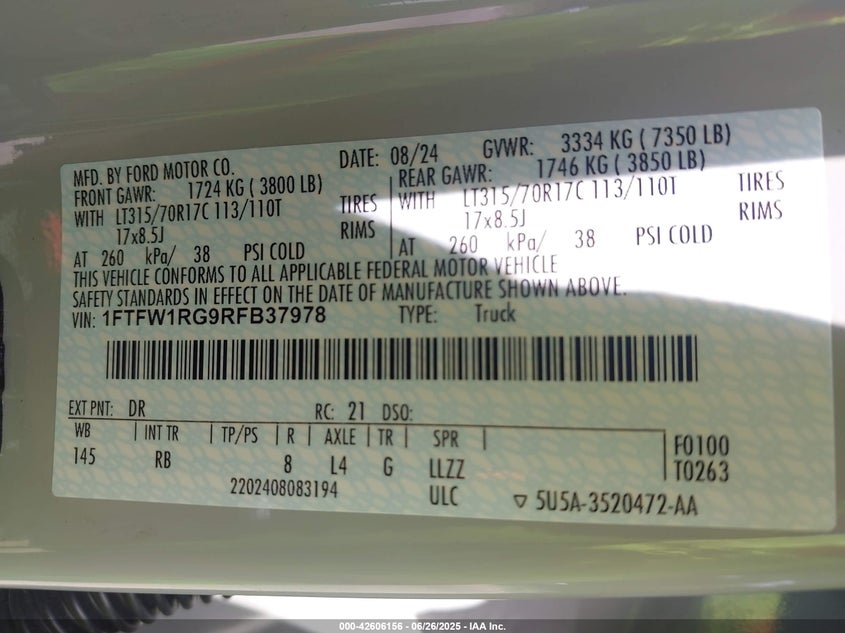 MFD. BY FORD MOTOR CO. DATE: 08/24 GVWR: 3334 KG ( 7350 LB)
FRONT GAWR: 1724 KG ( 3800 LB) REAR GAWR: 1746 KG ( 3850 LB)
WITH LT315/70R17C 113/110T TIRES WITH LT315/70R17C 113/110T TIRES
17x8.5J RIMS 17x8.5J RIMS
AT 260 kPa/ 38 PSI COLD AT 260 kPa/ 38 PSI COLD
THIS VEHICLE CONFORMS TO ALL APPLICABLE FEDERAL MOTOR VEHICLE
SAFETY STANDARDS IN EFFECT ON THE DATE OF MANUFACTURE SHOWN ABOVE.
VIN: 1FTFW1RG9RFB37978 TYPE: Truck
EXT PNT: DR RC: 21 DSO:
WB INT TR TP/PS R AXLE TR SPR F0100
145 RB 8 L4 G LLZZ T0263
2202408083194 ULC ▽ 5U5A-3520472-AA
000-42606156 - 06/26/2025 - IAA Inc.